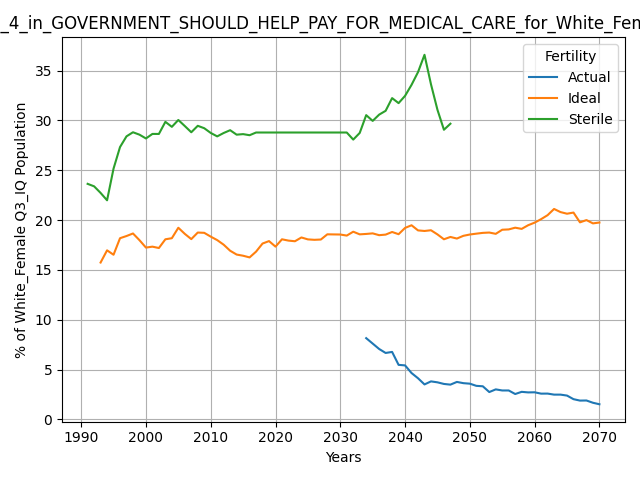 _4_in_GOVERNMENT_SHOULD_HELP_PAY_FOR_MEDICAL_CARE_for_White_Fem
Fertility
Actual
Ideal
Sterile
% of White_Female Q3_IQ Population
35
30
25
20
15
10
5
0
1990 2000 2010 2020 2030 2040 2050 2060 2070
Years